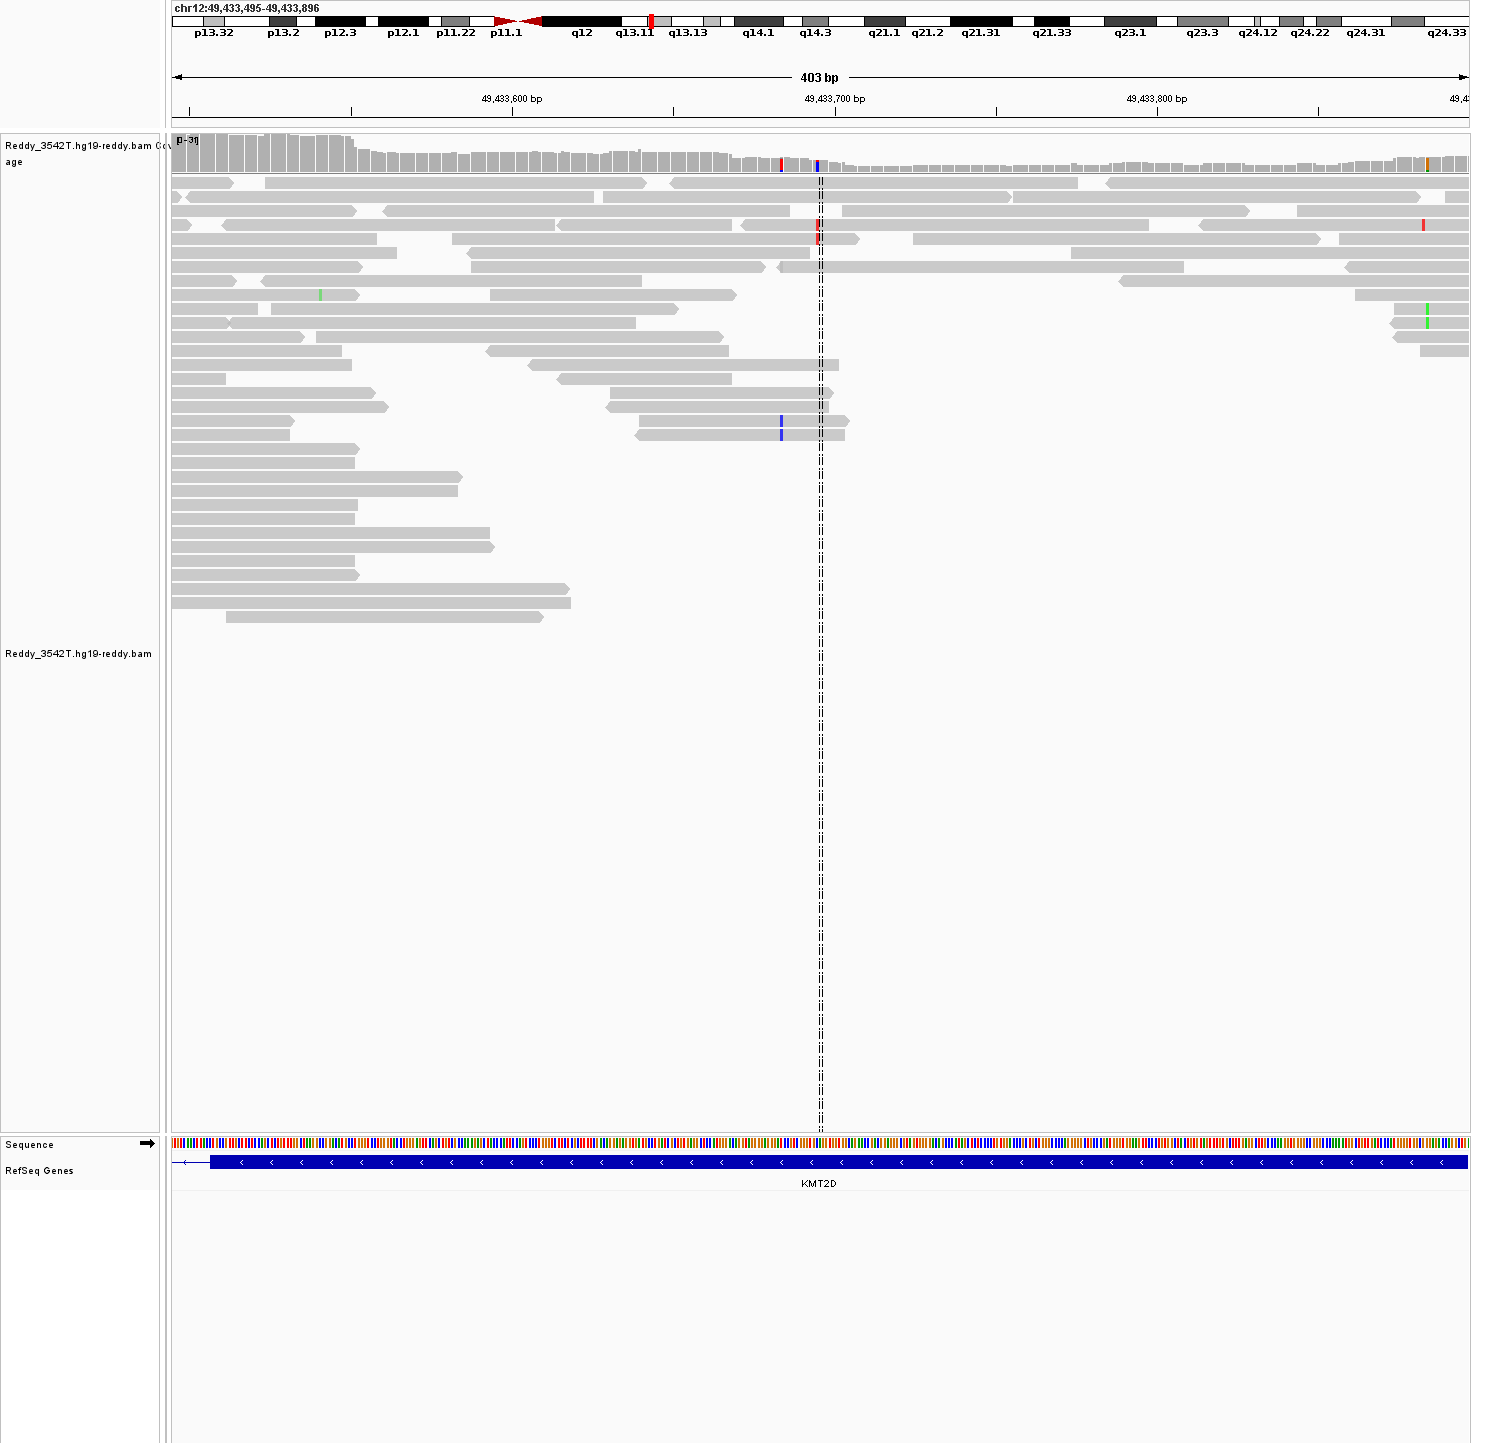 chr12:49,433,495-49,433,896
p13.32 p13.2 p12.3 p12.1 p11.22 p11.1 q12 q13.11 q13.13 q14.1 q14.3 q21.1 q21.2 q21.31 q21.33 q23.1 q23.3 q24.12 q24.22 q24.31 q24.33
403 bp
49,433,600 bp 49,433,700 bp 49,433,800 bp 49,43
Reddy_3542T.hg19-reddy.bam Cov
age
[0-31]
Reddy_3542T.hg19-reddy.bam
Sequence
RefSeq Genes
KMT2D